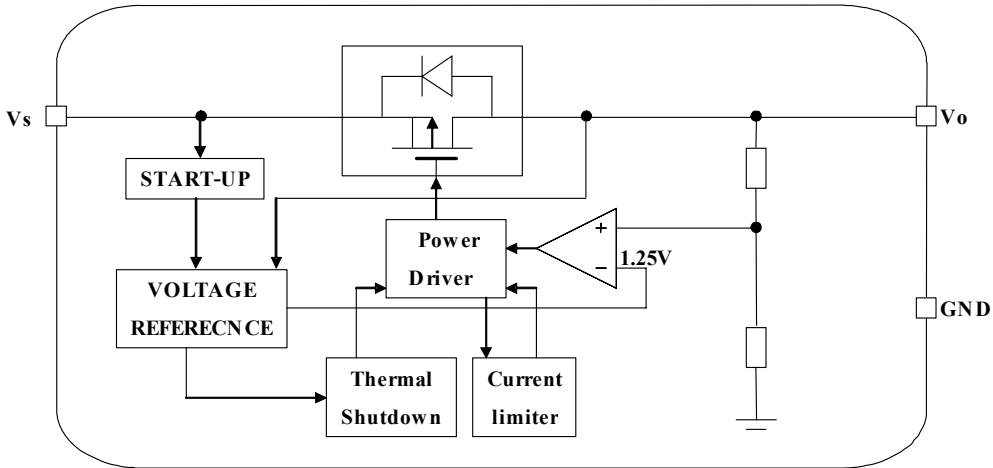 Vs
Vo
START-UP
Power
Driver
+
1.25V
−
VOLTAGE
REFERECNCE
GND
Thermal
Shutdown
Current
limiter